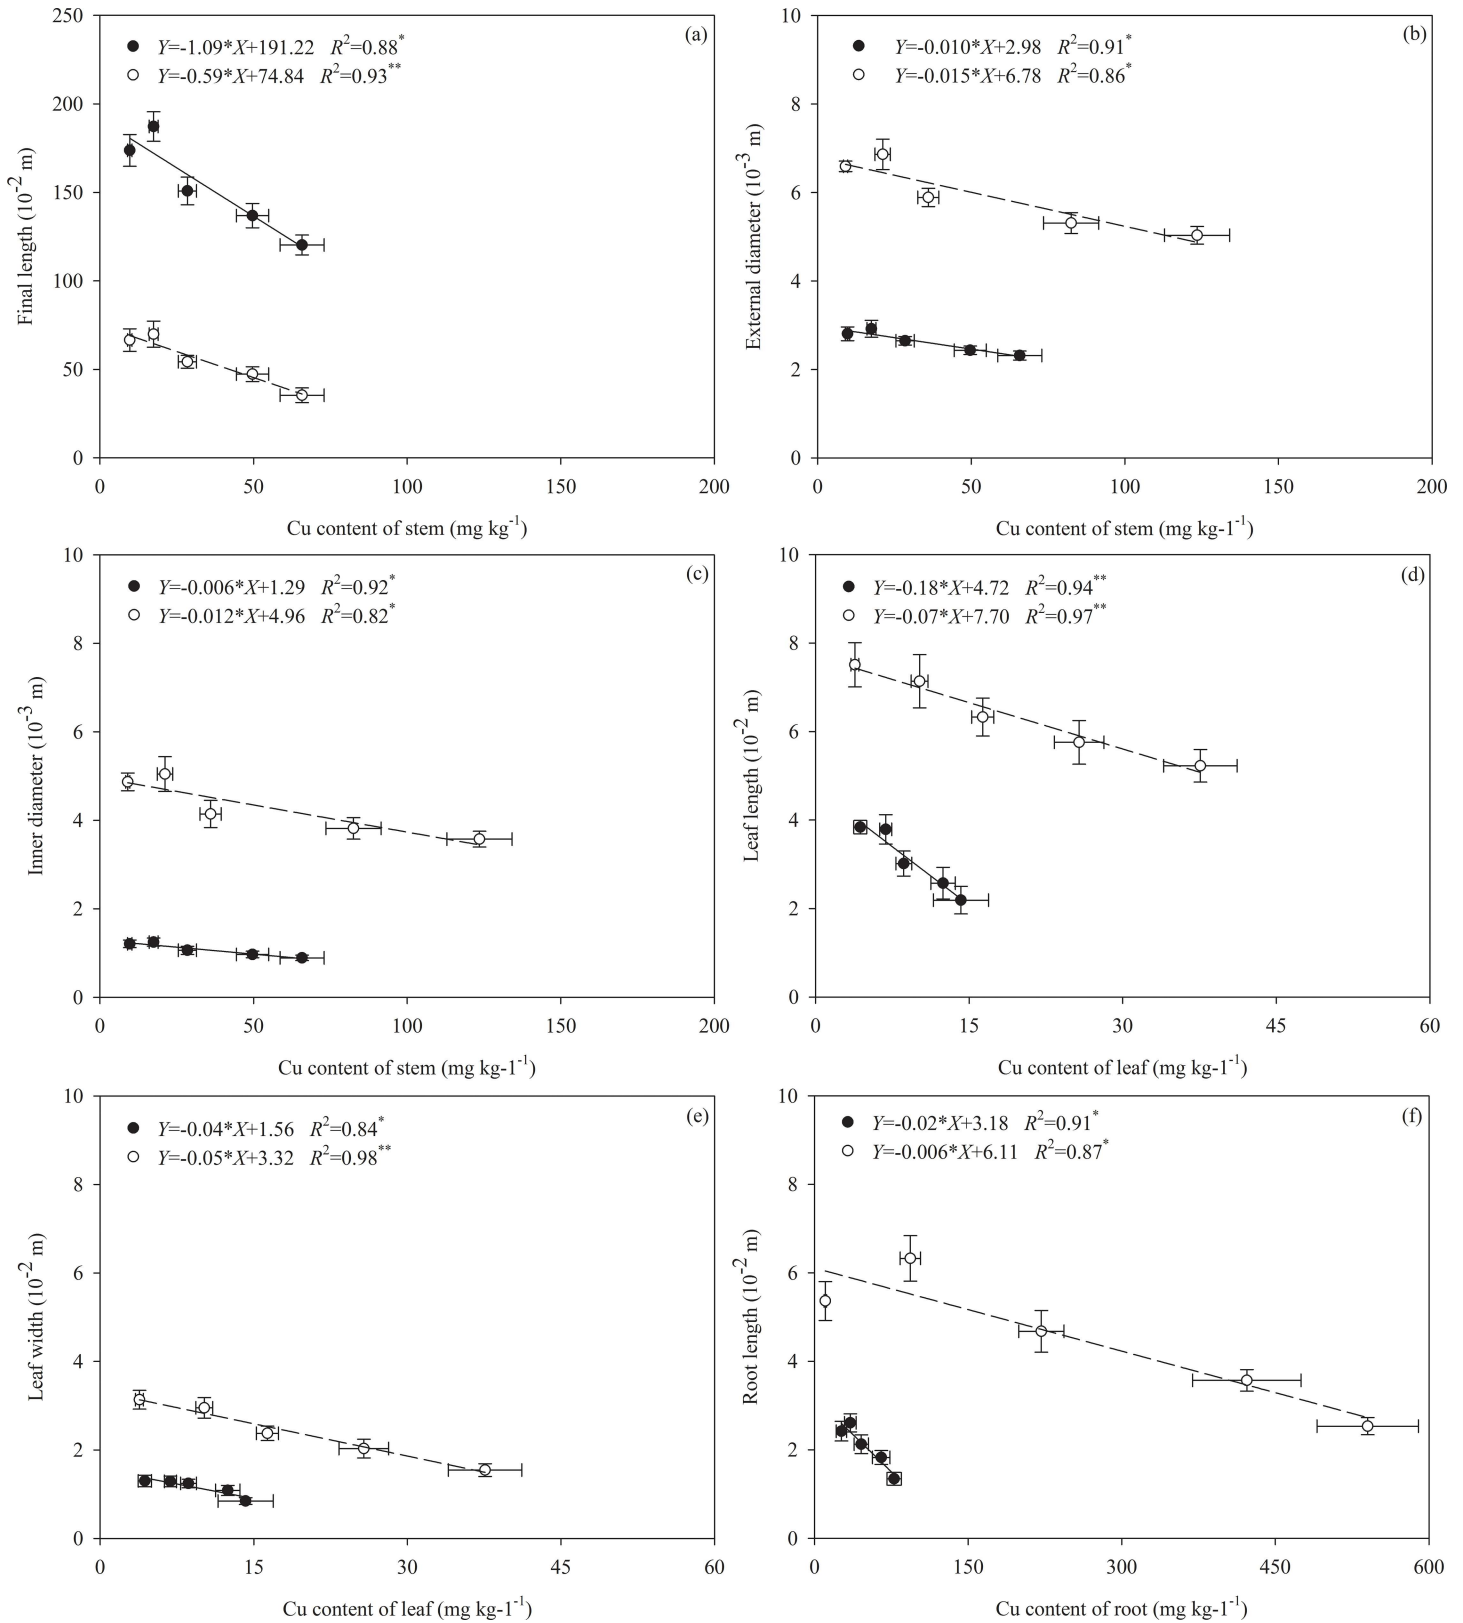 250
200
150
100
50
0
Final length (10⁻² m)
(a)
Y=-1.09*X+191.22 R²=0.88*
Y=-0.59*X+74.84 R²=0.93**
0 50 100 150 200
Cu content of stem (mg kg⁻¹)
10
8
6
4
2
0
External diameter (10⁻³ m)
(b)
Y=-0.010*X+2.98 R²=0.91*
Y=-0.015*X+6.78 R²=0.86*
0 50 100 150 200
Cu content of stem (mg kg-1⁻¹)
10
8
6
4
2
0
Inner diameter (10⁻³ m)
(c)
Y=-0.006*X+1.29 R²=0.92*
Y=-0.012*X+4.96 R²=0.82*
0 50 100 150 200
Cu content of stem (mg kg-1⁻¹)
10
8
6
4
2
0
Leaf length (10⁻² m)
(d)
Y=-0.18*X+4.72 R²=0.94**
Y=-0.07*X+7.70 R²=0.97**
0 15 30 45 60
Cu content of leaf (mg kg-1⁻¹)
10
8
6
4
2
0
Leaf width (10⁻² m)
(e)
Y=-0.04*X+1.56 R²=0.84*
Y=-0.05*X+3.32 R²=0.98**
0 15 30 45 60
Cu content of leaf (mg kg-1⁻¹)
10
8
6
4
2
0
Root length (10⁻² m)
(f)
Y=-0.02*X+3.18 R²=0.91*
Y=-0.006*X+6.11 R²=0.87*
0 150 300 450 600
Cu content of root (mg kg-1⁻¹)